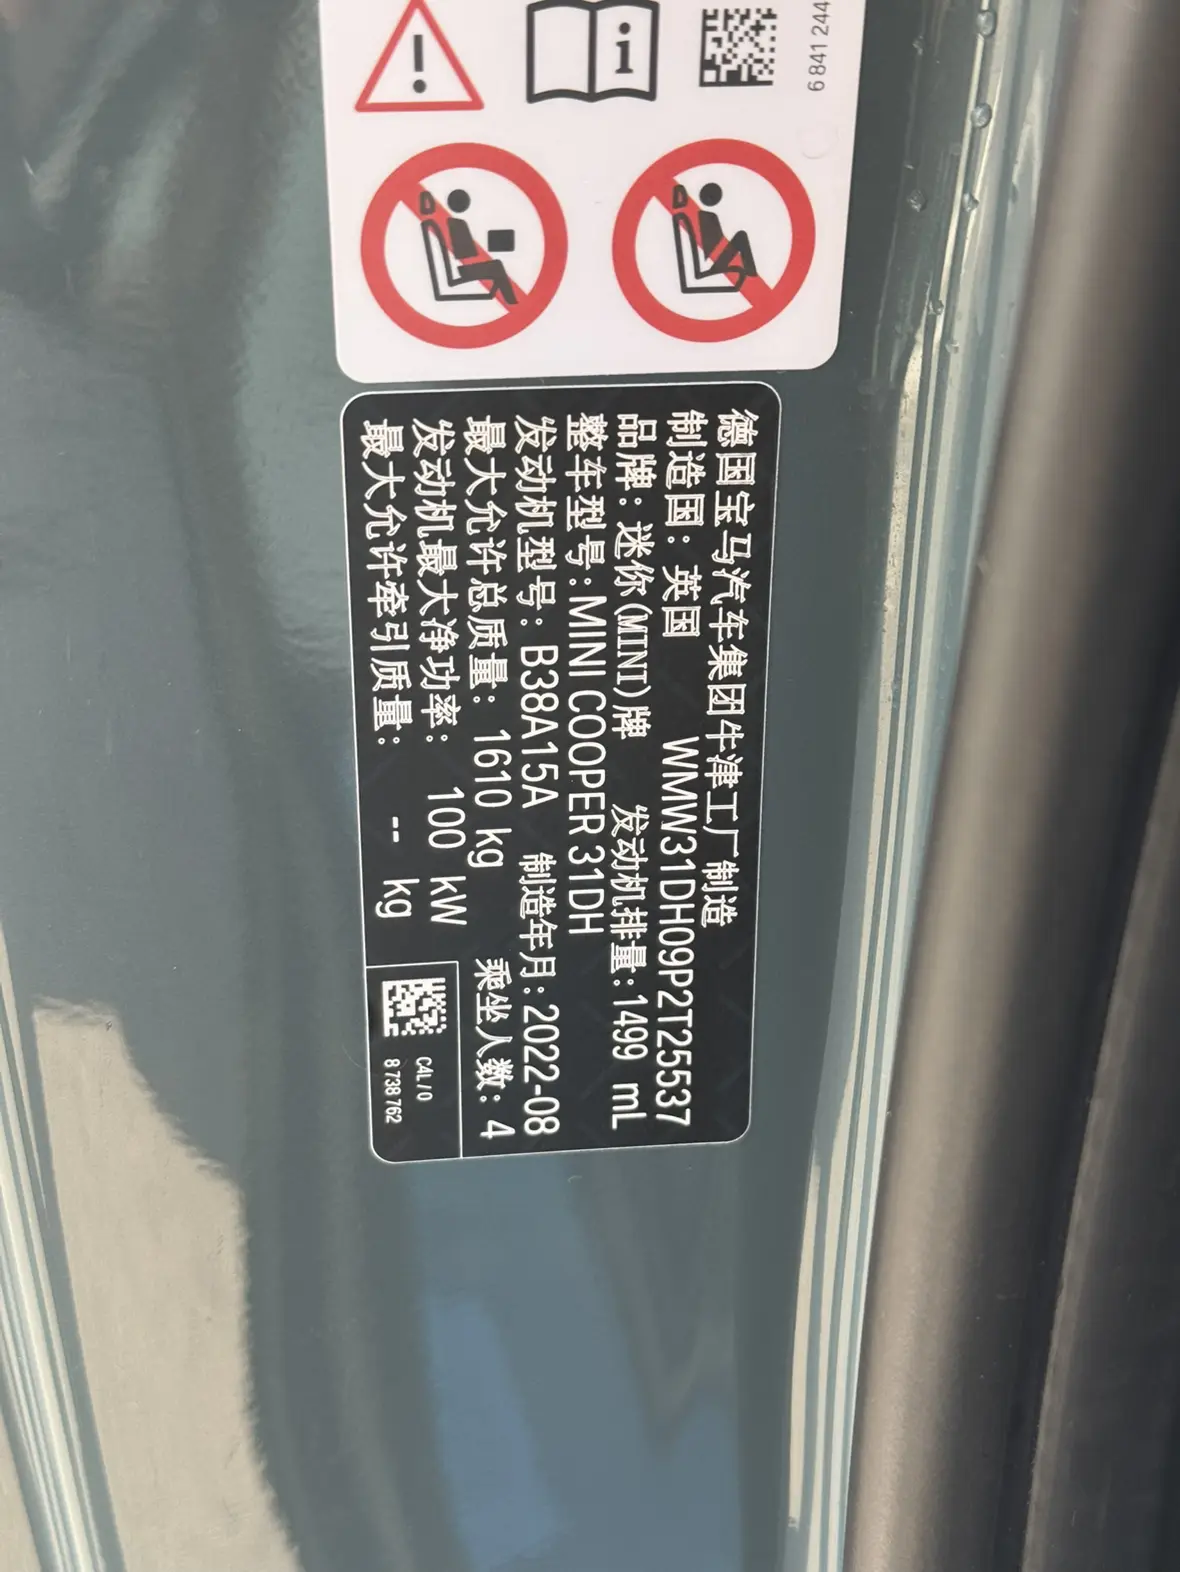 6 841 244
德国宝马汽车集团牛津工厂制造
制造国：英国 WMW31DH09P2T25537
品牌：迷你(MINI)牌 发动机排量：1499 mL
整车型号：MINI COOPER 31DH
发动机型号：B38A15A 制造年月：2022-08
最大允许总质量：1610 kg 乘坐人数：4
发动机最大净功率：100 kW
最大允许牵引质量：-- kg
C4L / 0
8 738 762